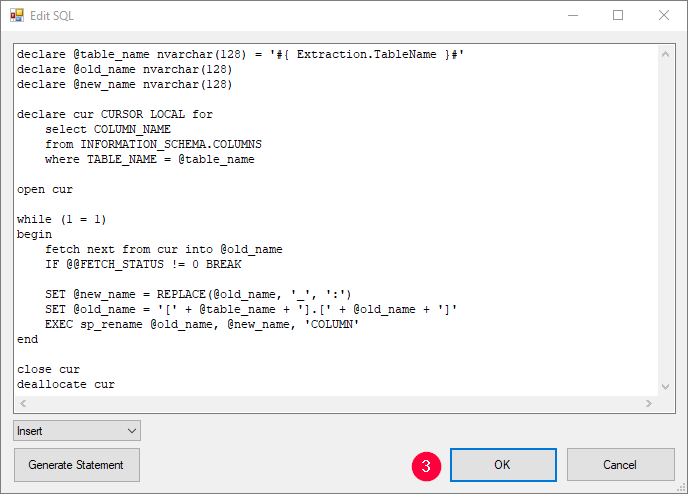 Edit SQL
declare @table_name nvarchar(128) = '#{ Extraction.TableName }#'
declare @old_name nvarchar(128)
declare @new_name nvarchar(128)

declare cur CURSOR LOCAL for
    select COLUMN_NAME
    from INFORMATION_SCHEMA.COLUMNS
    where TABLE_NAME = @table_name

open cur

while (1 = 1)
begin
    fetch next from cur into @old_name
    IF @@FETCH_STATUS != 0 BREAK

    SET @new_name = REPLACE(@old_name, '_', ':')
    SET @old_name = '[' + @table_name + '].[' + @old_name + ']'
    EXEC sp_rename @old_name, @new_name, 'COLUMN'
end

close cur
deallocate cur
Insert
Generate Statement
3
OK
Cancel